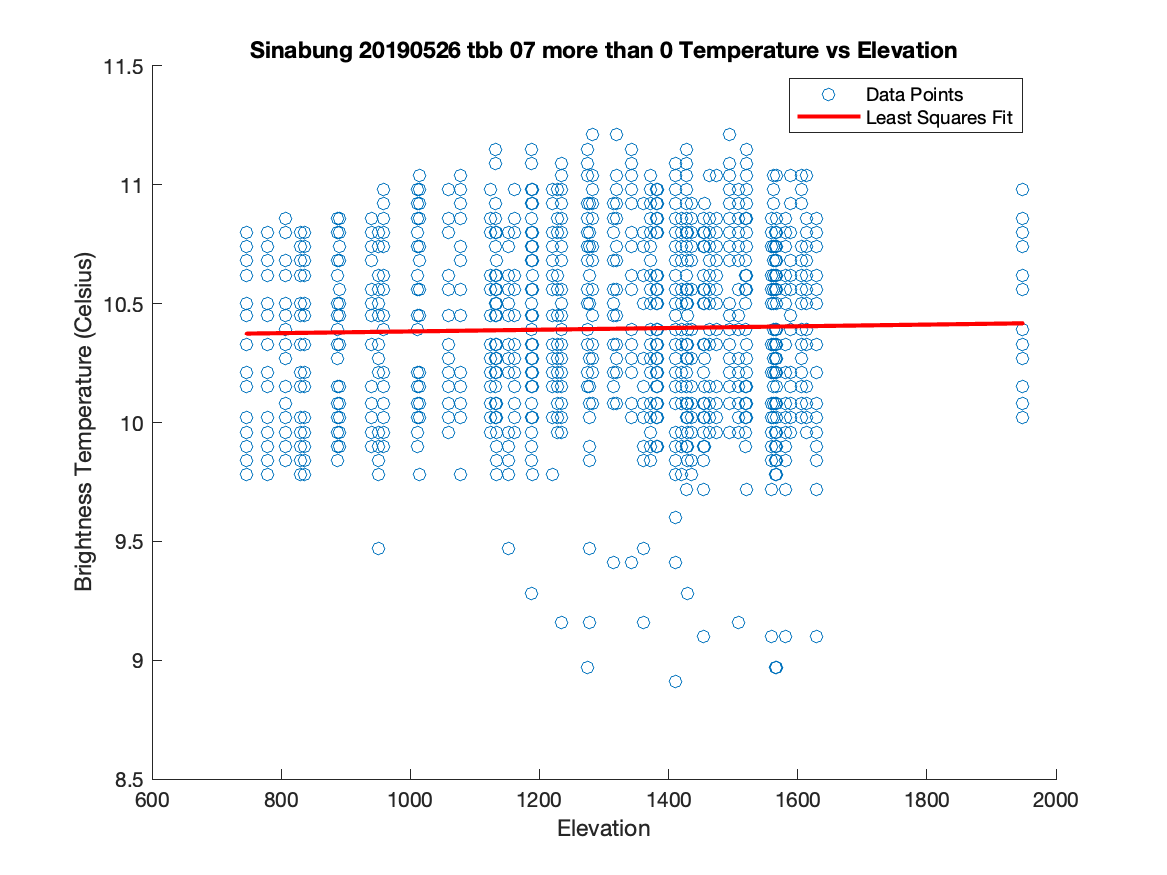 Sinabung 20190526 tbb 07 more than 0 Temperature vs Elevation
Data Points
Least Squares Fit
Brightness Temperature (Celsius)
11.5
11
10.5
10
9.5
9
8.5
600 800 1000 1200 1400 1600 1800 2000
Elevation